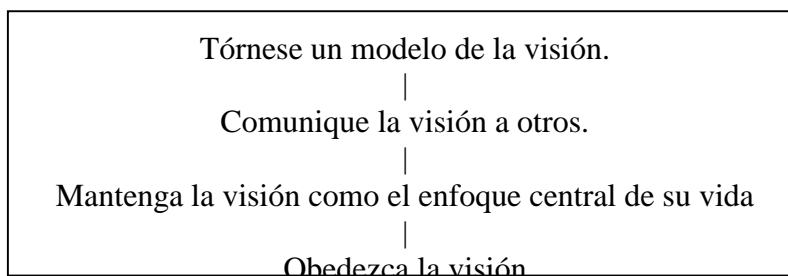 Tórnese un modelo de la visión.
|
Comunique la visión a otros.
|
Mantenga la visión como el enfoque central de su vida
|
Obedezca la visión